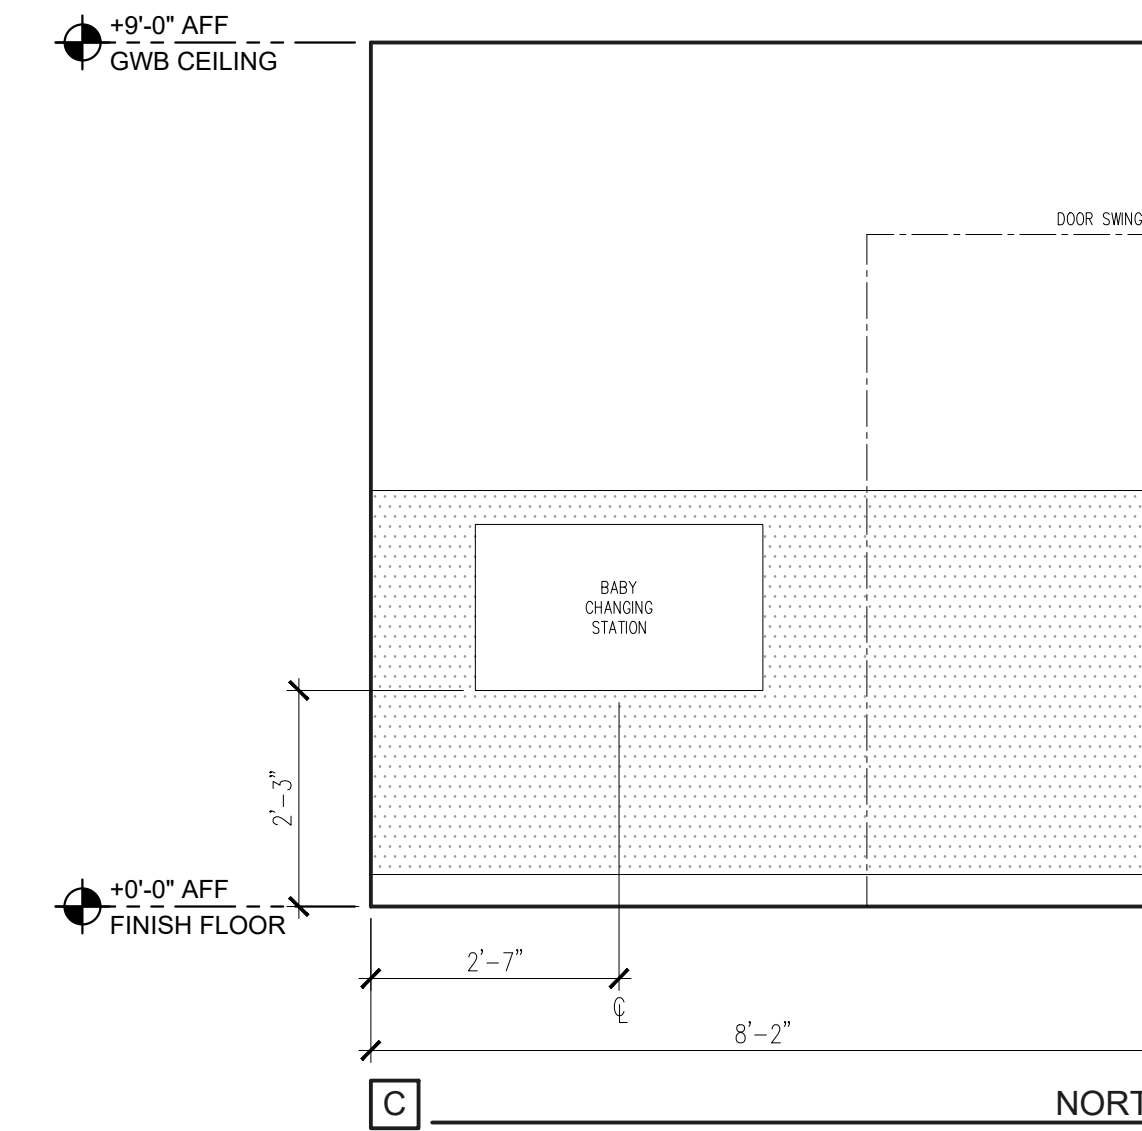 +9'-0" AFF
GWB CEILING
DOOR SWING
BABY
CHANGING
STATION
2'-3"
+0'-0" AFF
FINISH FLOOR
2'-7"
℄
8'-2"
C
NORT